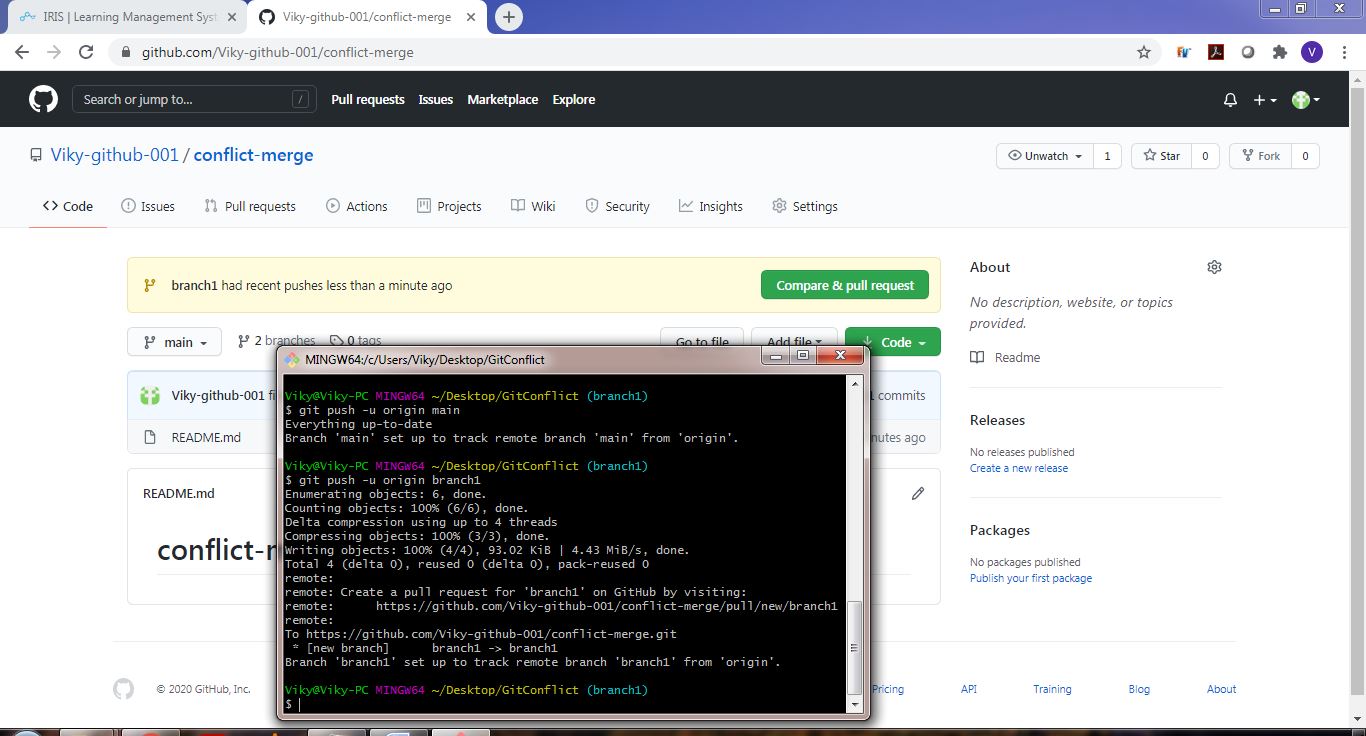 IRIS | Learning Management Syst
Viky-github-001/conflict-merge
github.com/Viky-github-001/conflict-merge
V
Search or jump to...
/
Pull requests
Issues
Marketplace
Explore
Viky-github-001 / conflict-merge
Unwatch
1
Star
0
Fork
0
Code
Issues
Pull requests
Actions
Projects
Wiki
Security
Insights
Settings
branch1 had recent pushes less than a minute ago
Compare & pull request
About
No description, website, or topics
provided.
Readme
main
2 branches
0 tags
Go to file
Add file
Code
MINGW64:/c/Users/Viky/Desktop/GitConflict
Viky-github-001
commits
README.md
README.md
Viky@Viky-PC MINGW64 ~/Desktop/GitConflict (branch1)
$ git push -u origin main
Everything up-to-date
Branch 'main' set up to track remote branch 'main' from 'origin'.
Viky@Viky-PC MINGW64 ~/Desktop/GitConflict (branch1)
$ git push -u origin branch1
Enumerating objects: 6, done.
Counting objects: 100% (6/6), done.
Delta compression using up to 4 threads
Compressing objects: 100% (3/3), done.
Writing objects: 100% (4/4), 93.02 KiB | 4.43 MiB/s, done.
Total 4 (delta 0), reused 0 (delta 0), pack-reused 0
remote:
remote: Create a pull request for 'branch1' on GitHub by visiting:
remote:      https://github.com/Viky-github-001/conflict-merge/pull/new/branch1
remote:
To https://github.com/Viky-github-001/conflict-merge.git
 * [new branch]      branch1 -> branch1
Branch 'branch1' set up to track remote branch 'branch1' from 'origin'.
Viky@Viky-PC MINGW64 ~/Desktop/GitConflict (branch1)
$
nutes ago
conflict-m
Releases
No releases published
Create a new release
Packages
No packages published
Publish your first package
© 2020 GitHub, Inc.
Pricing
API
Training
Blog
About